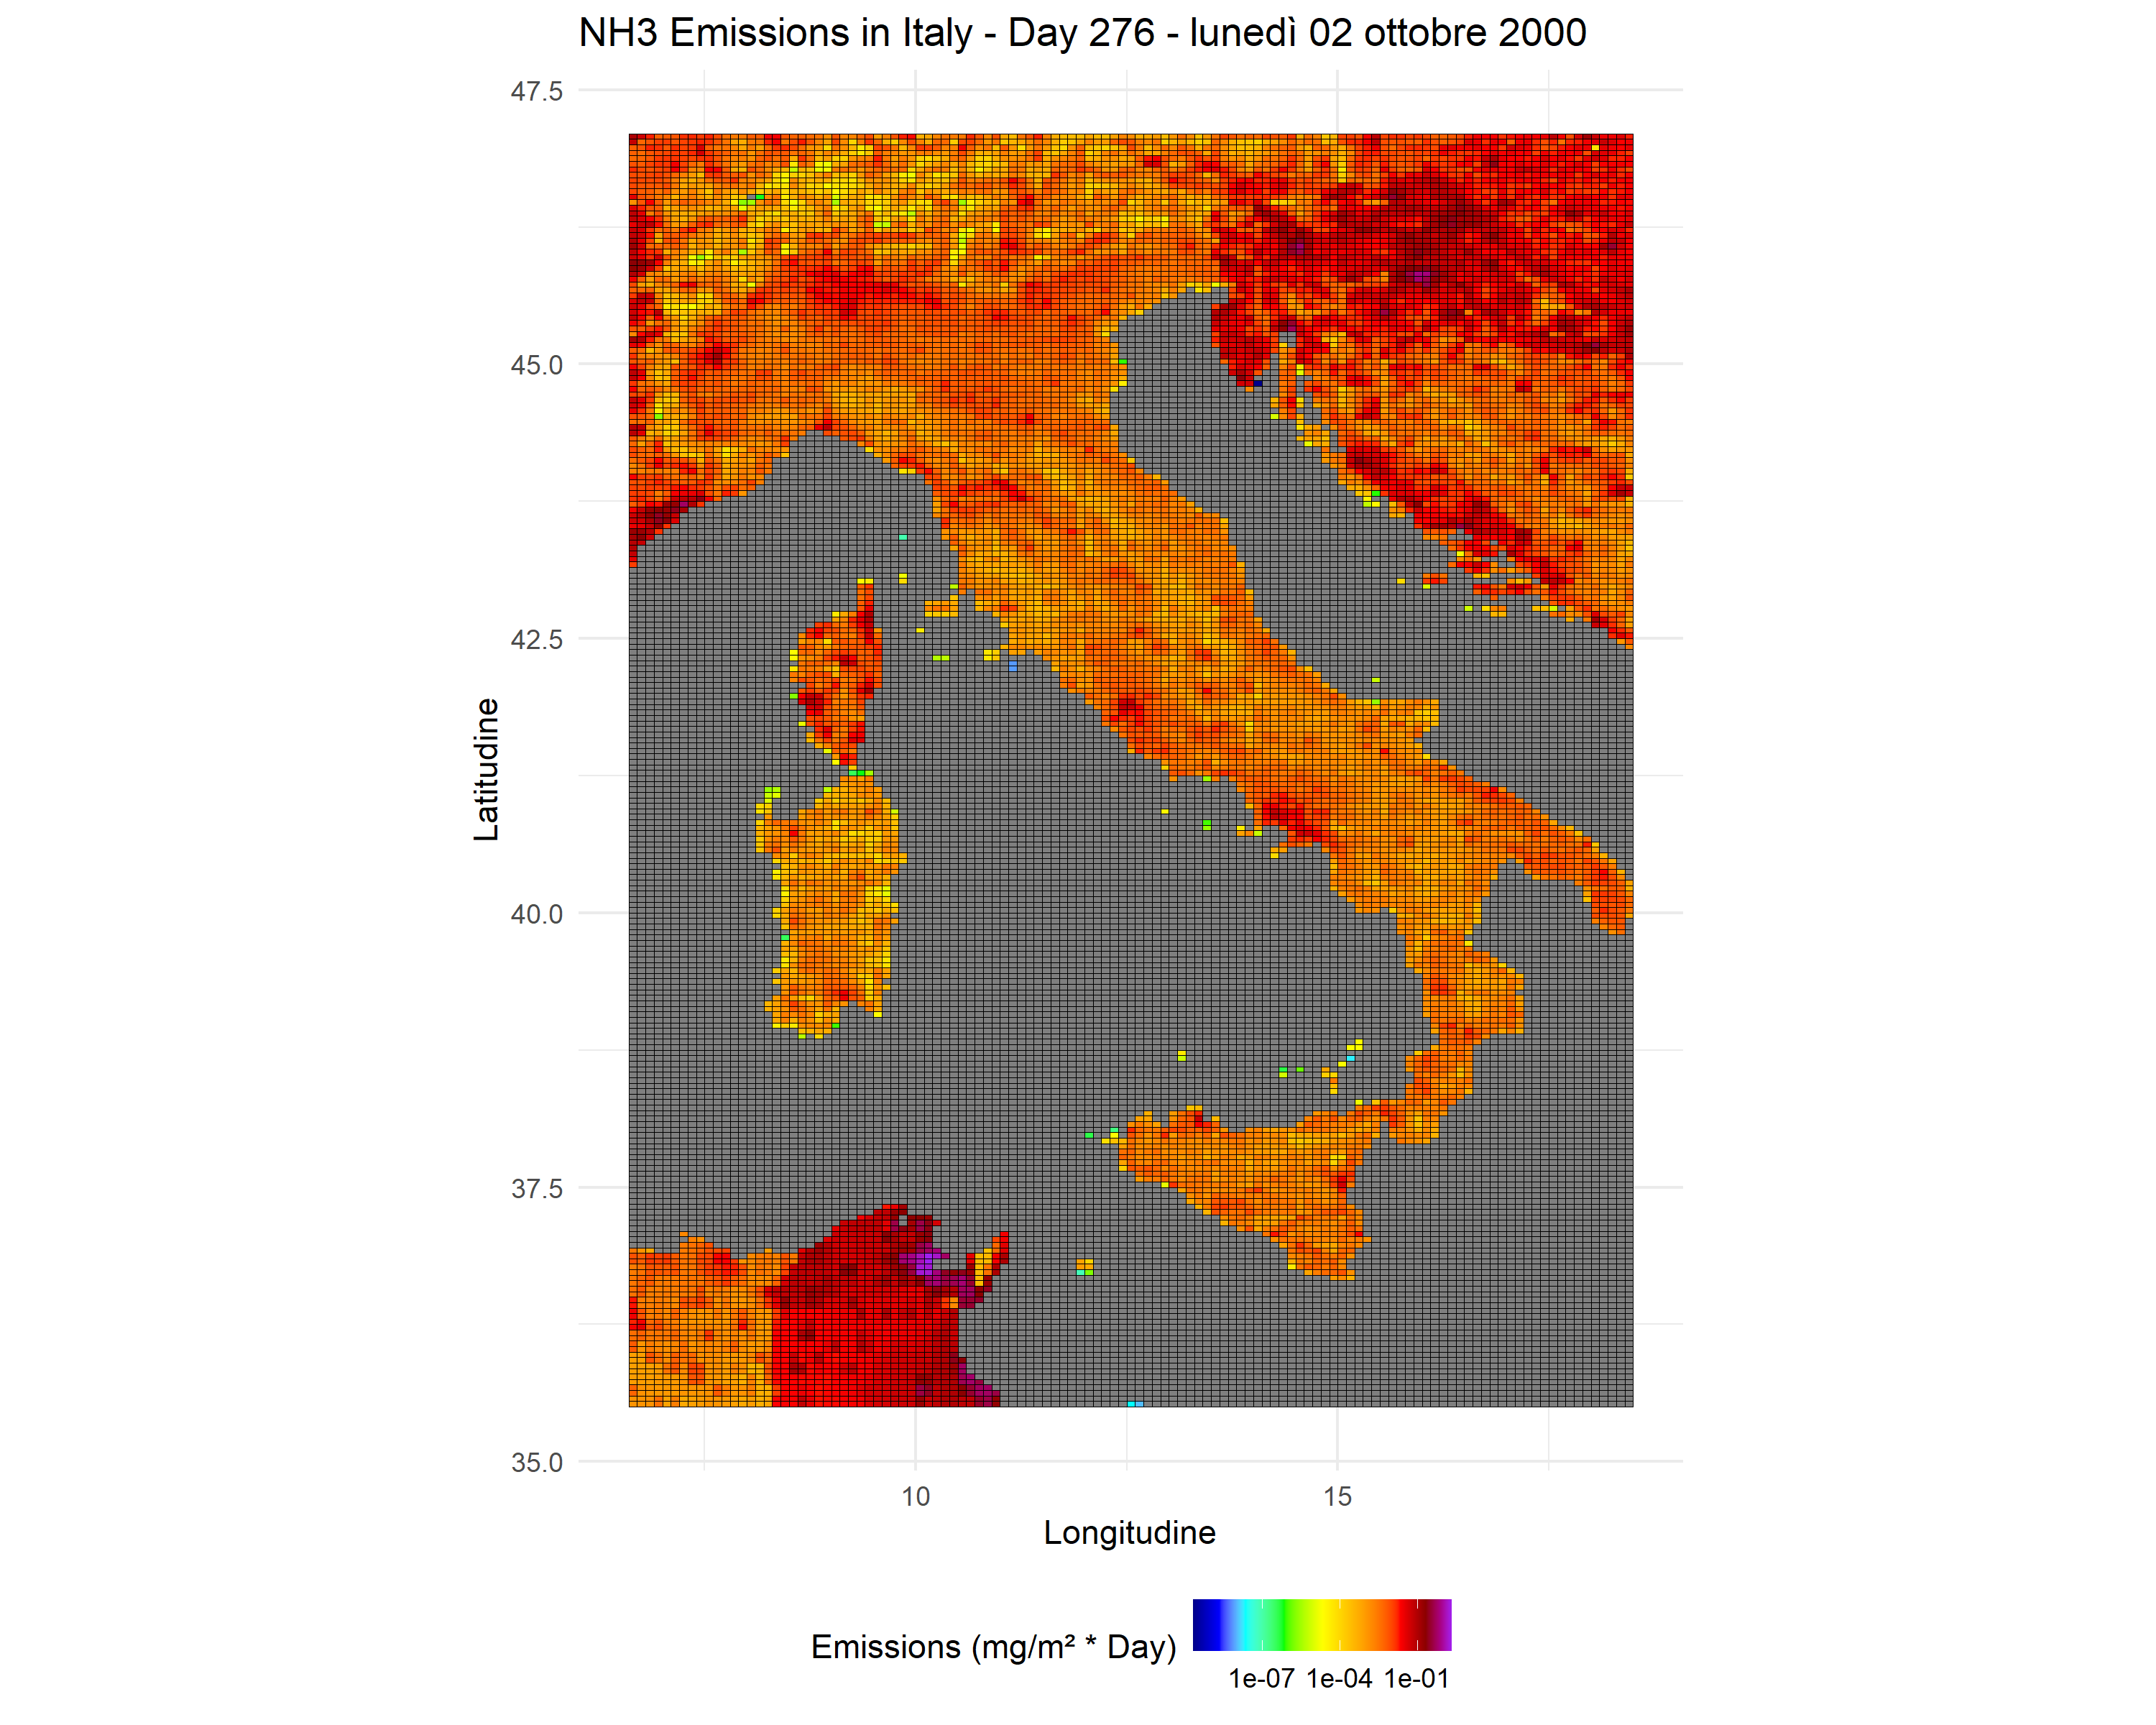 NH3 Emissions in Italy - Day 276 - lunedì 02 ottobre 2000
47.5
45.0
42.5
40.0
37.5
35.0
Latitudine
10 15
Longitudine
Emissions (mg/m² * Day)
1e-07 1e-04 1e-01